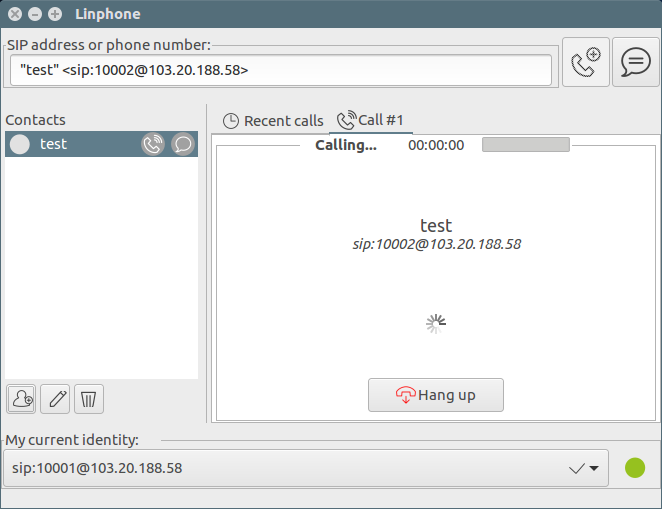 Linphone
SIP address or phone number:
"test" <sip:10002@103.20.188.58>
Contacts
test
Recent calls
Call #1
Calling...
00:00:00
test
sip:10002@103.20.188.58
Hang up
My current identity:
sip:10001@103.20.188.58